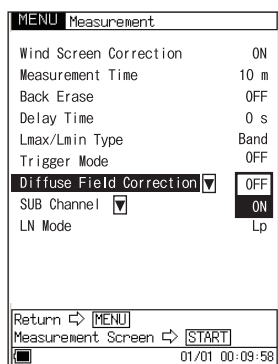 MENU Measurement
Wind Screen Correction ON
Measurement Time 10 m
Back Erase OFF
Delay Time 0 s
Lmax/Lmin Type Band
Trigger Mode OFF
Diffuse Field Correction ▼ OFF
SUB Channel ▼ ON
LN Mode Lp
Return ⇨ MENU
Measurement Screen ⇨ START
01/01 00:09:58